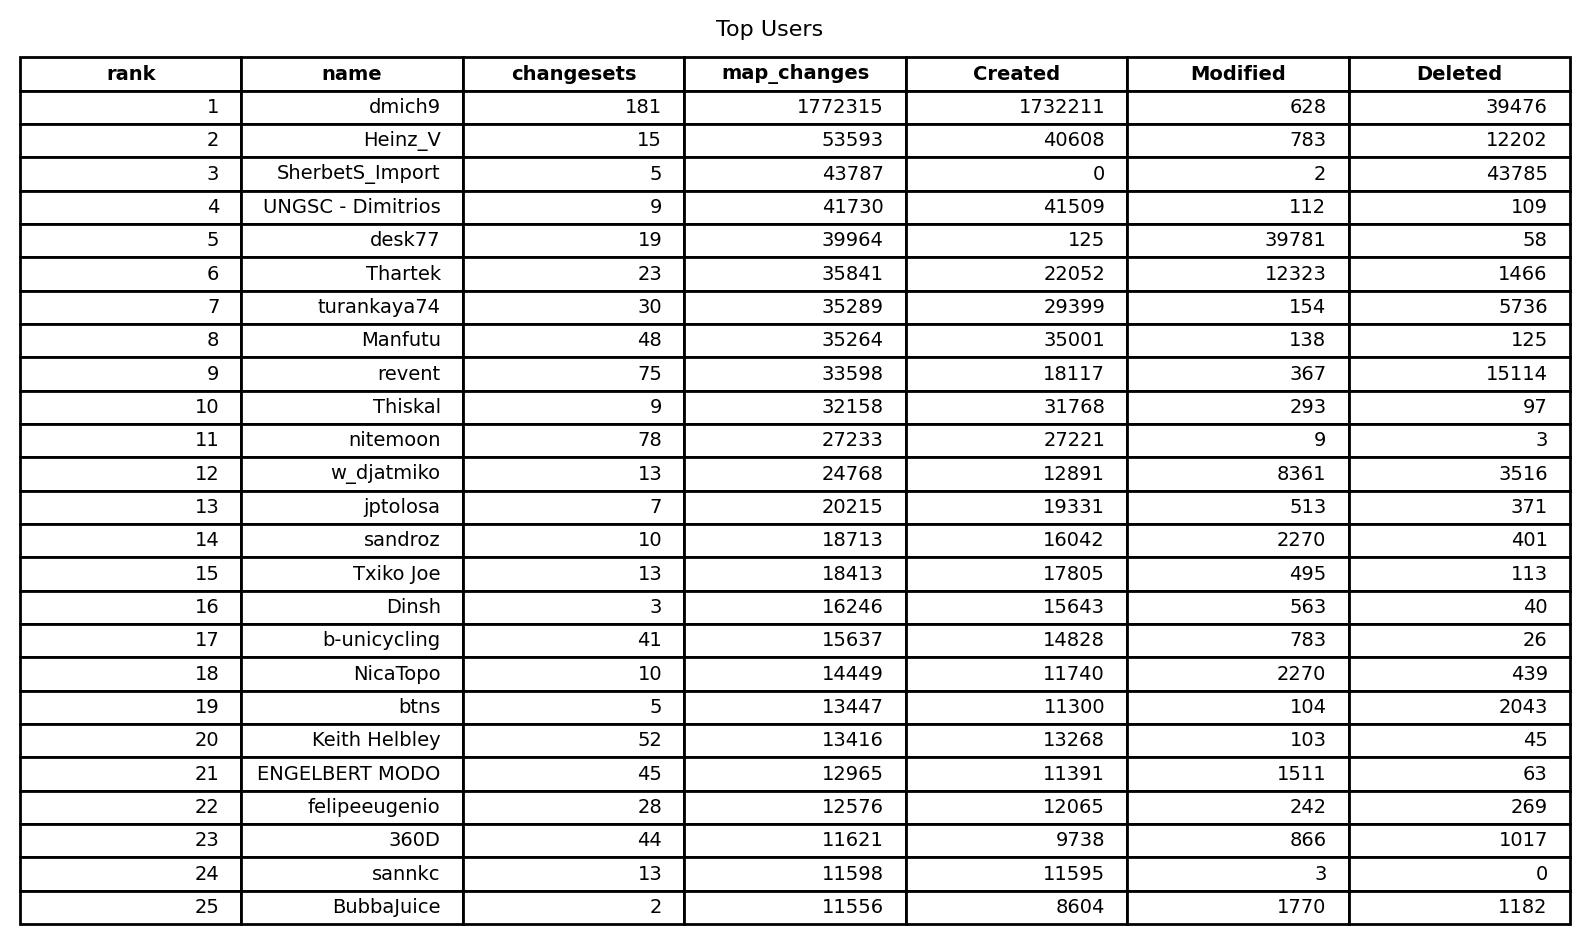 Top Users
rank name changesets map_changes Created Modified Deleted
1 dmich9 181 1772315 1732211 628 39476
2 Heinz_V 15 53593 40608 783 12202
3 SherbetS_Import 5 43787 0 2 43785
4 UNGSC - Dimitrios 9 41730 41509 112 109
5 desk77 19 39964 125 39781 58
6 Thartek 23 35841 22052 12323 1466
7 turankaya74 30 35289 29399 154 5736
8 Manfutu 48 35264 35001 138 125
9 revent 75 33598 18117 367 15114
10 Thiskal 9 32158 31768 293 97
11 nitemoon 78 27233 27221 9 3
12 w_djatmiko 13 24768 12891 8361 3516
13 jptolosa 7 20215 19331 513 371
14 sandroz 10 18713 16042 2270 401
15 Txiko Joe 13 18413 17805 495 113
16 Dinsh 3 16246 15643 563 40
17 b-unicycling 41 15637 14828 783 26
18 NicaTopo 10 14449 11740 2270 439
19 btns 5 13447 11300 104 2043
20 Keith Helbley 52 13416 13268 103 45
21 ENGELBERT MODO 45 12965 11391 1511 63
22 felipeeugenio 28 12576 12065 242 269
23 360D 44 11621 9738 866 1017
24 sannkc 13 11598 11595 3 0
25 BubbaJuice 2 11556 8604 1770 1182